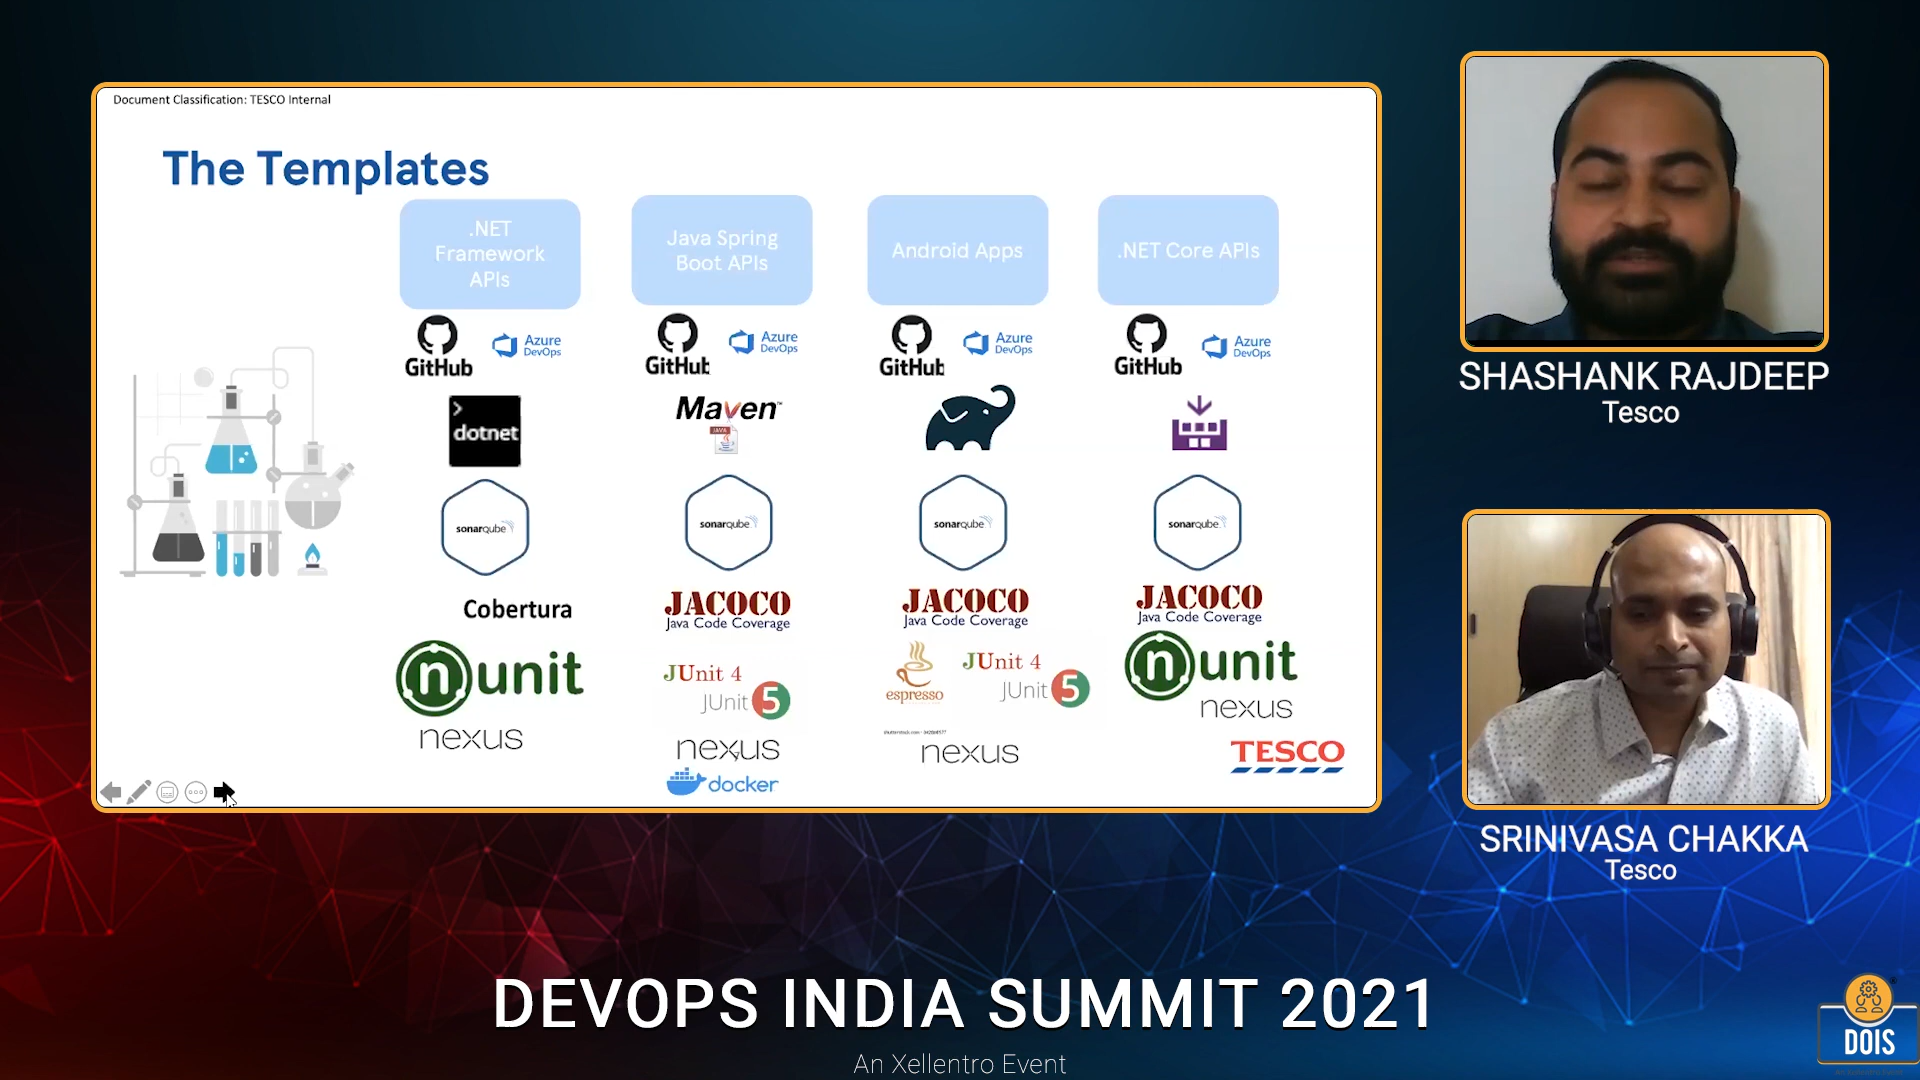 Document Classification: TESCO Internal
The Templates
.NET
Framework
APIs
Java Spring
Boot APIs
Android Apps
.NET Core APIs
GitHub
Azure
DevOps
GitHub
Azure
DevOps
GitHub
Azure
DevOps
GitHub
Azure
DevOps
dotnet
Maven™
JAVA
sonarqube
sonarqube
sonarqube
sonarqube
Cobertura
JACOCO
Java Code Coverage
JACOCO
Java Code Coverage
JACOCO
Java Code Coverage
nunit
JUnit 4
JUnit 5
espresso
JUnit 4
JUnit 5
nunit
nexus
nexus
docker
nexus
nexus
TESCO
SHASHANK RAJDEEP
Tesco
SRINIVASA CHAKKA
Tesco
DEVOPS INDIA SUMMIT 2021
An Xellentro Event
DOIS